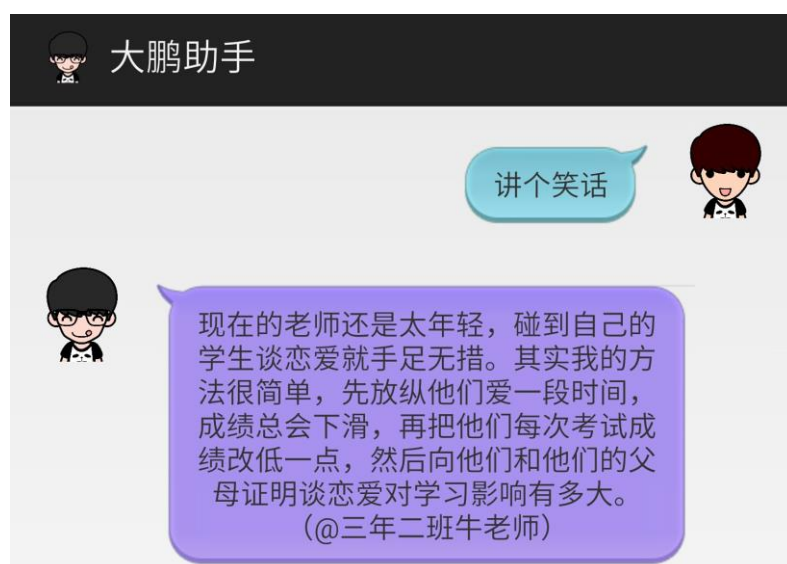 大鹏助手
讲个笑话
现在的老师还是太年轻，碰到自己的
学生谈恋爱就手足无措。其实我的方
法很简单，先放纵他们爱一段时间，
成绩总会下滑，再把他们每次考试成
绩改低一点，然后向他们和他们的父
母证明谈恋爱对学习影响有多大。
（@三年二班牛老师）